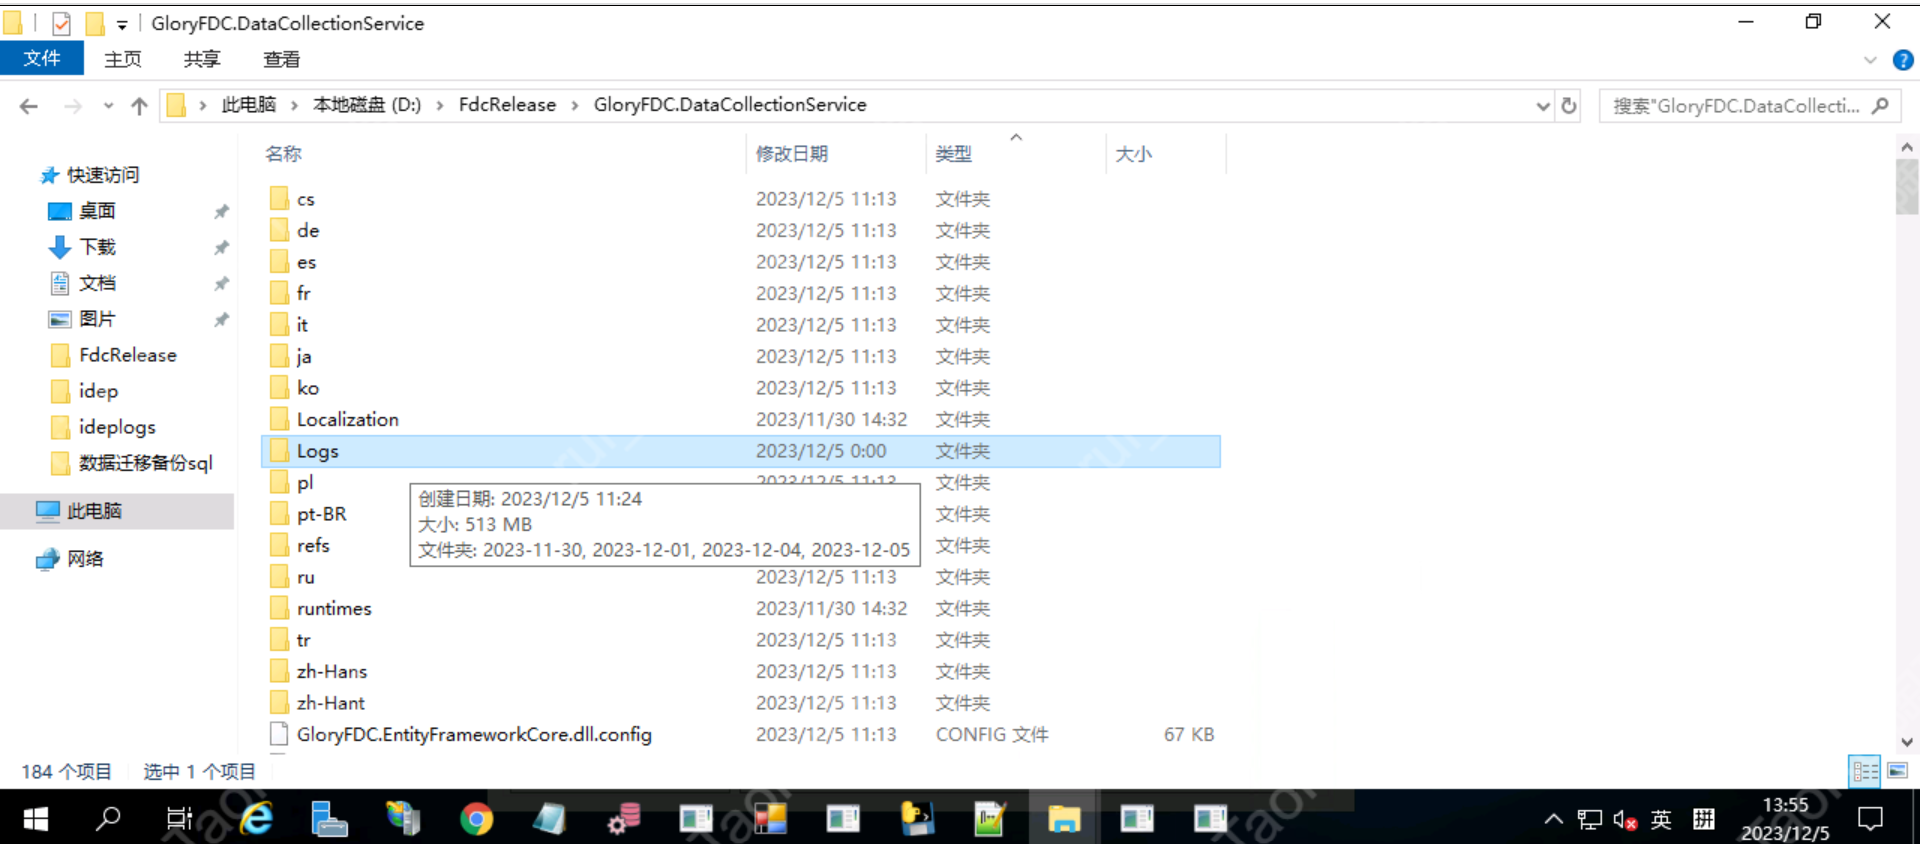 GloryFDC.DataCollectionService
文件 主页 共享 查看
此电脑 › 本地磁盘 (D:) › FdcRelease › GloryFDC.DataCollectionService
搜索"GloryFDC.DataCollecti...
快速访问
桌面
下载
文档
图片
FdcRelease
idep
ideplogs
数据迁移备份sql
此电脑
网络
名称 修改日期 类型 大小
cs 2023/12/5 11:13 文件夹
de 2023/12/5 11:13 文件夹
es 2023/12/5 11:13 文件夹
fr 2023/12/5 11:13 文件夹
it 2023/12/5 11:13 文件夹
ja 2023/12/5 11:13 文件夹
ko 2023/12/5 11:13 文件夹
Localization 2023/11/30 14:32 文件夹
Logs 2023/12/5 0:00 文件夹
pl 2023/12/5 11:13 文件夹
创建日期: 2023/12/5 11:24
大小: 513 MB
文件夹: 2023-11-30, 2023-12-01, 2023-12-04, 2023-12-05
pt-BR 文件夹
refs 文件夹
ru 2023/12/5 11:13 文件夹
runtimes 2023/11/30 14:32 文件夹
tr 2023/12/5 11:13 文件夹
zh-Hans 2023/12/5 11:13 文件夹
zh-Hant 2023/12/5 11:13 文件夹
GloryFDC.EntityFrameworkCore.dll.config 2023/12/5 11:13 CONFIG 文件 67 KB
184 个项目 选中 1 个项目
英 拼
13:55
2023/12/5